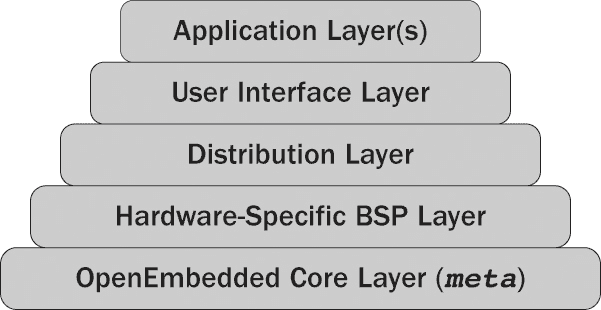 Application Layer(s)
User Interface Layer
Distribution Layer
Hardware-Specific BSP Layer
OpenEmbedded Core Layer (meta)